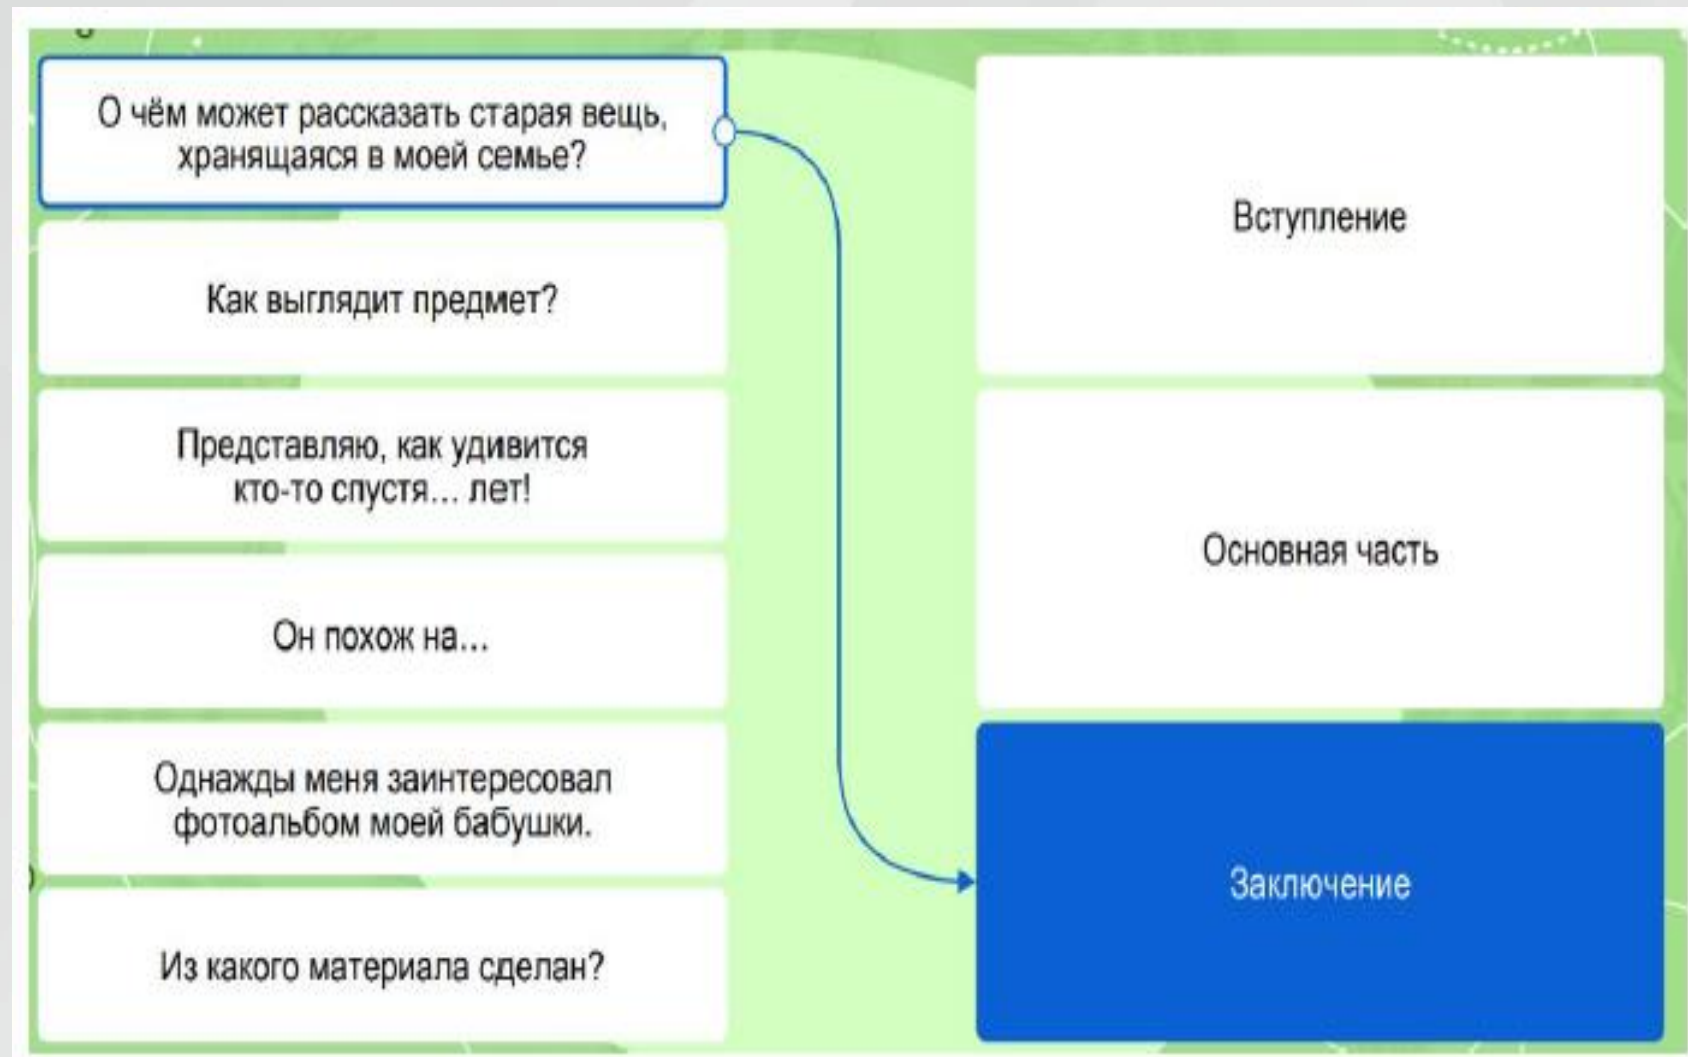 О чём может рассказать старая вещь,
хранящаяся в моей семье?
Как выглядит предмет?
Представляю, как удивится
кто-то спустя... лет!
Он похож на...
Однажды меня заинтересовал
фотоальбом моей бабушки.
Из какого материала сделан?
Вступление
Основная часть
Заключение